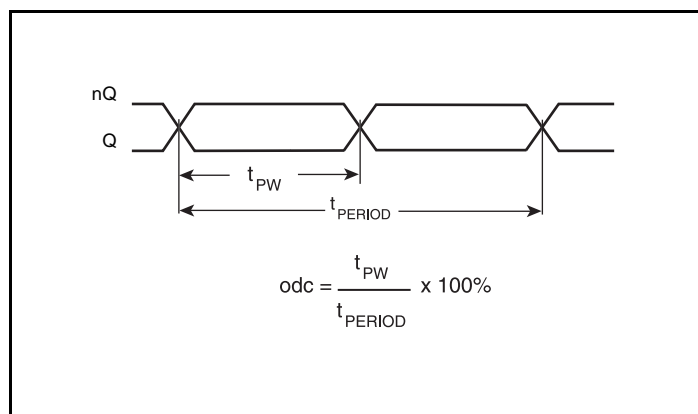 nQ
Q
tPW
tPERIOD
odc = tPW / tPERIOD x 100%